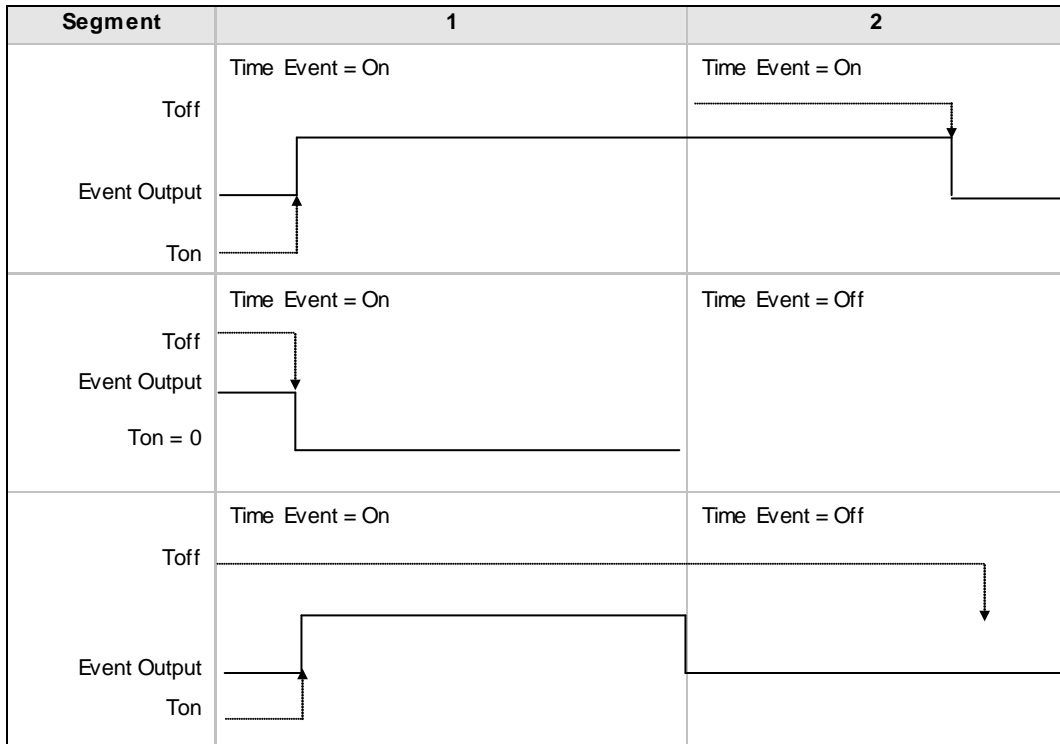 Segment 1 2
Time Event = On Time Event = On
Toff
Event Output
Ton
Time Event = On Time Event = Off
Toff
Event Output
Ton = 0
Time Event = On Time Event = Off
Toff
Event Output
Ton